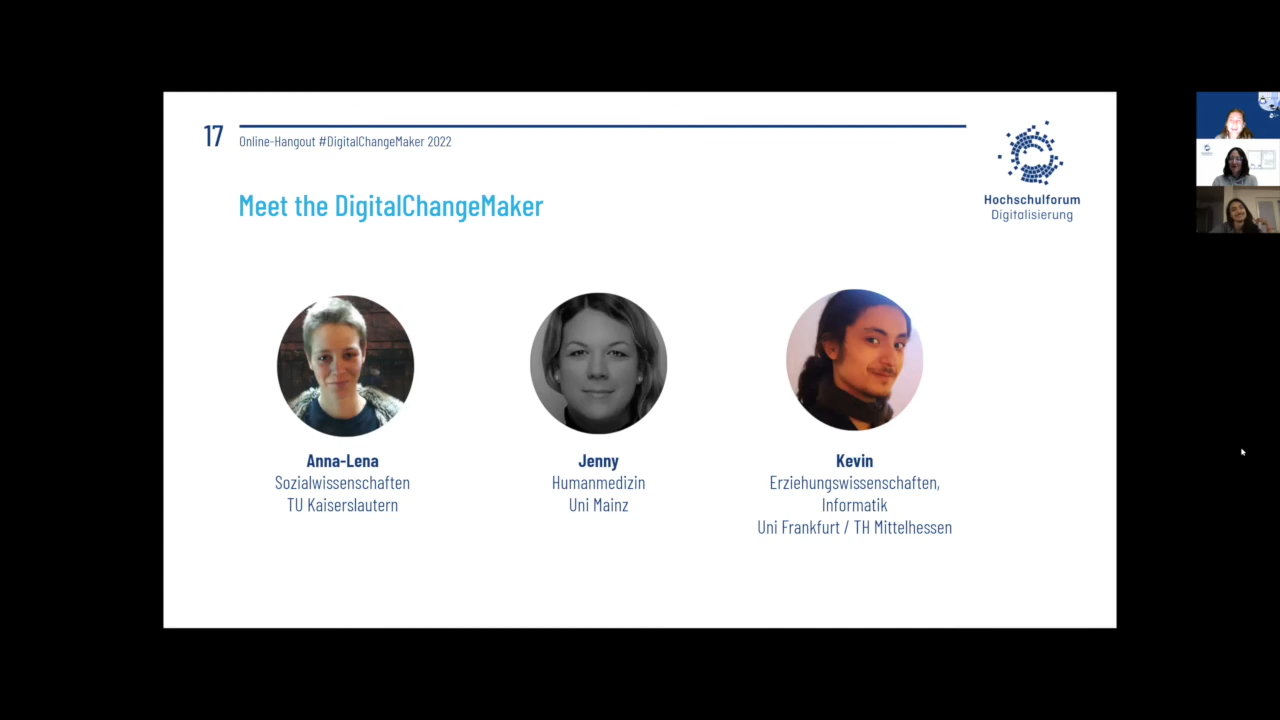 17
Online-Hangout #DigitalChangeMaker 2022
Hochschulforum
Digitalisierung
Meet the DigitalChangeMaker
Anna-Lena
Sozialwissenschaften
TU Kaiserslautern
Jenny
Humanmedizin
Uni Mainz
Kevin
Erziehungswissenschaften,
Informatik
Uni Frankfurt / TH Mittelhessen